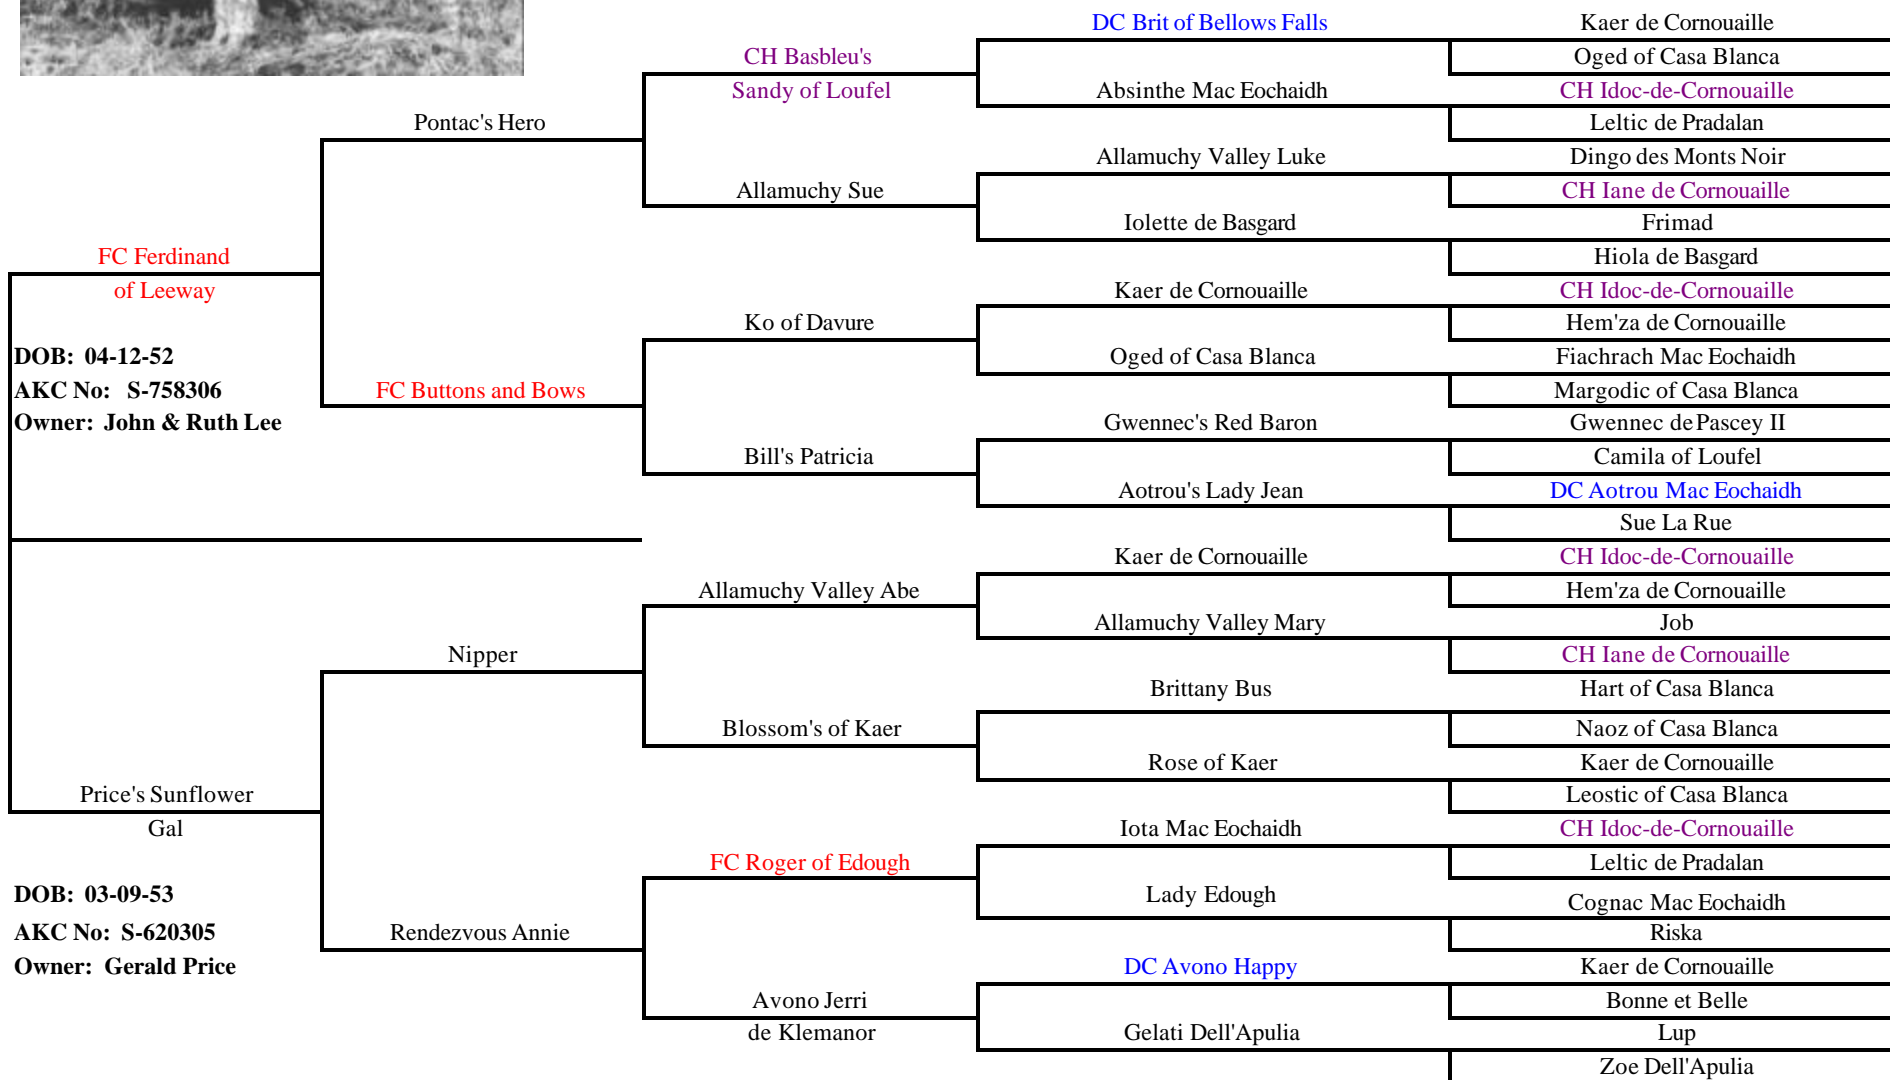 DC Brit of Bellows Falls
Kaer de Cornouaille
CH Basbleu's
Oged of Casa Blanca
Sandy of Loufel
Absinthe Mac Eochaidh
CH Idoc-de-Cornouaille
Pontac's Hero
Leltic de Pradalan
Allamuchy Valley Luke
Dingo des Monts Noir
Allamuchy Sue
CH Iane de Cornouaille
Iolette de Basgard
Frimad
FC Ferdinand
Hiola de Basgard
of Leeway
Kaer de Cornouaille
CH Idoc-de-Cornouaille
Ko of Davure
Hem'za de Cornouaille
DOB: 04-12-52
Oged of Casa Blanca
Fiachrach Mac Eochaidh
AKC No: S-758306
FC Buttons and Bows
Margodic of Casa Blanca
Owner: John & Ruth Lee
Gwennec's Red Baron
Gwennec de Pascey II
Bill's Patricia
Camila of Loufel
Aotrou's Lady Jean
DC Aotrou Mac Eochaidh
Sue La Rue
Kaer de Cornouaille
CH Idoc-de-Cornouaille
Allamuchy Valley Abe
Hem'za de Cornouaille
Allamuchy Valley Mary
Job
Nipper
CH Iane de Cornouaille
Brittany Bus
Hart of Casa Blanca
Blossom's of Kaer
Naoz of Casa Blanca
Rose of Kaer
Kaer de Cornouaille
Price's Sunflower
Leostic of Casa Blanca
Gal
Iota Mac Eochaidh
CH Idoc-de-Cornouaille
FC Roger of Edough
Leltic de Pradalan
DOB: 03-09-53
Lady Edough
Cognac Mac Eochaidh
AKC No: S-620305
Rendezvous Annie
Riska
Owner: Gerald Price
DC Avono Happy
Kaer de Cornouaille
Avono Jerri
Bonne et Belle
de Klemanor
Gelati Dell'Apulia
Lup
Zoe Dell'Apulia